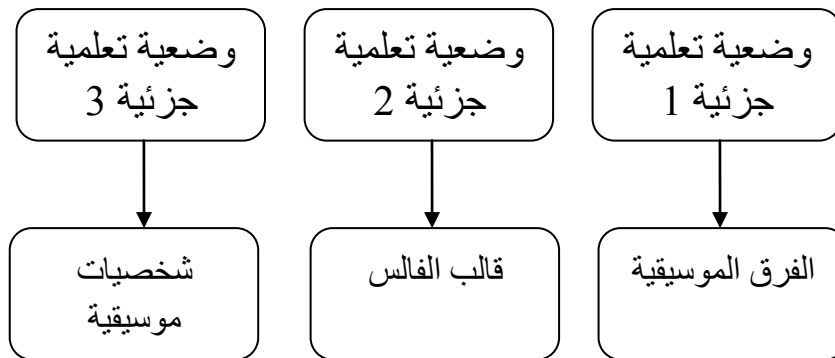 وضعية تعلمية
جزئية 1
وضعية تعلمية
جزئية 2
وضعية تعلمية
جزئية 3
الفرق الموسيقية
قالب الفالس
شخصيات
موسيقية